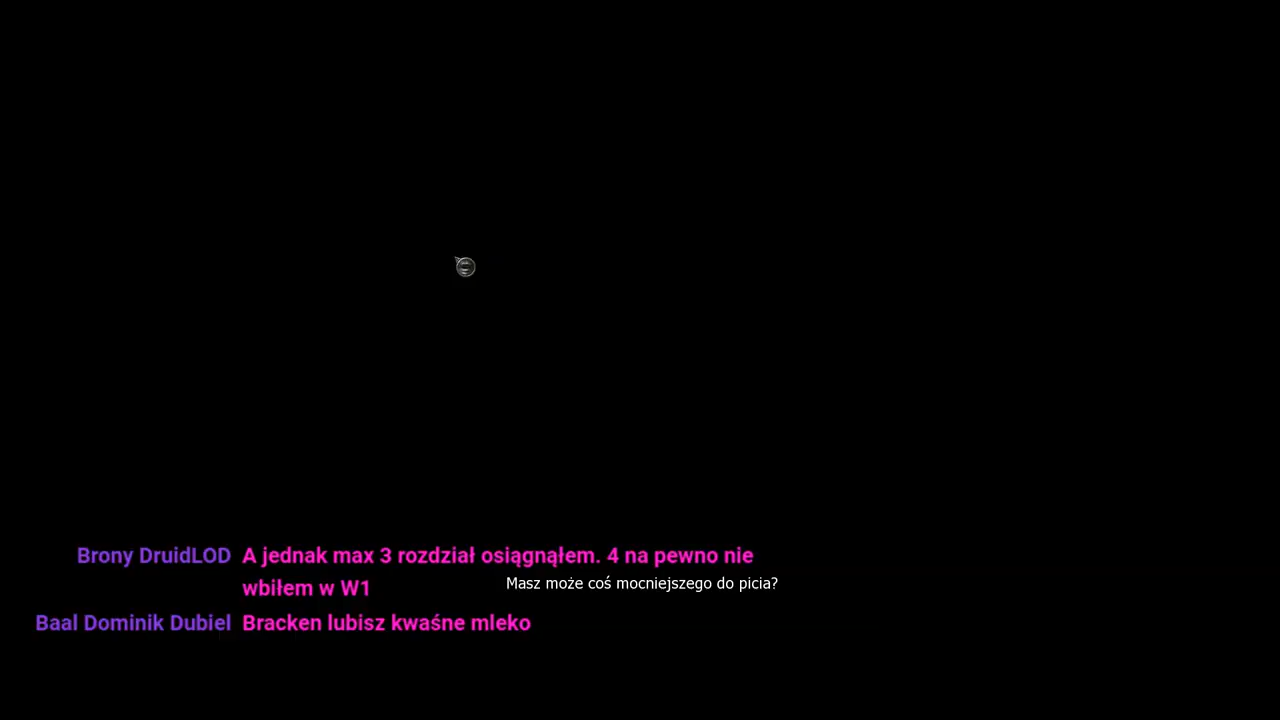 Brony DruidLOD A jednak max 3 rozdział osiągnąłem. 4 na pewno nie
wbiłem w W1
Masz może coś mocniejszego do picia?
Baal Dominik Dubiel Bracken lubisz kwaśne mleko